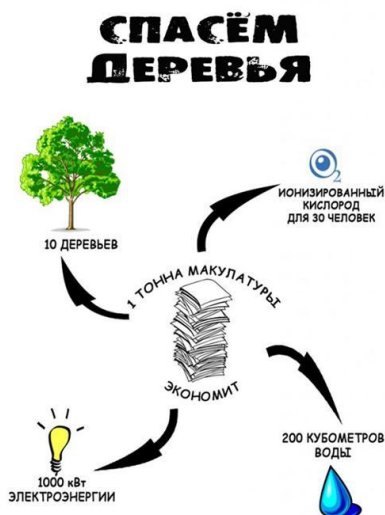 СПАСЁМ
ДЕРЕВЬЯ
O2
ИОНИЗИРОВАННЫЙ
КИСЛОРОД
ДЛЯ 30 ЧЕЛОВЕК
10 ДЕРЕВЬЕВ
1 ТОННА МАКУЛАТУРЫ
ЭКОНОМИТ
200 КУБОМЕТРОВ
ВОДЫ
1000 кВт
ЭЛЕКТРОЭНЕРГИИ